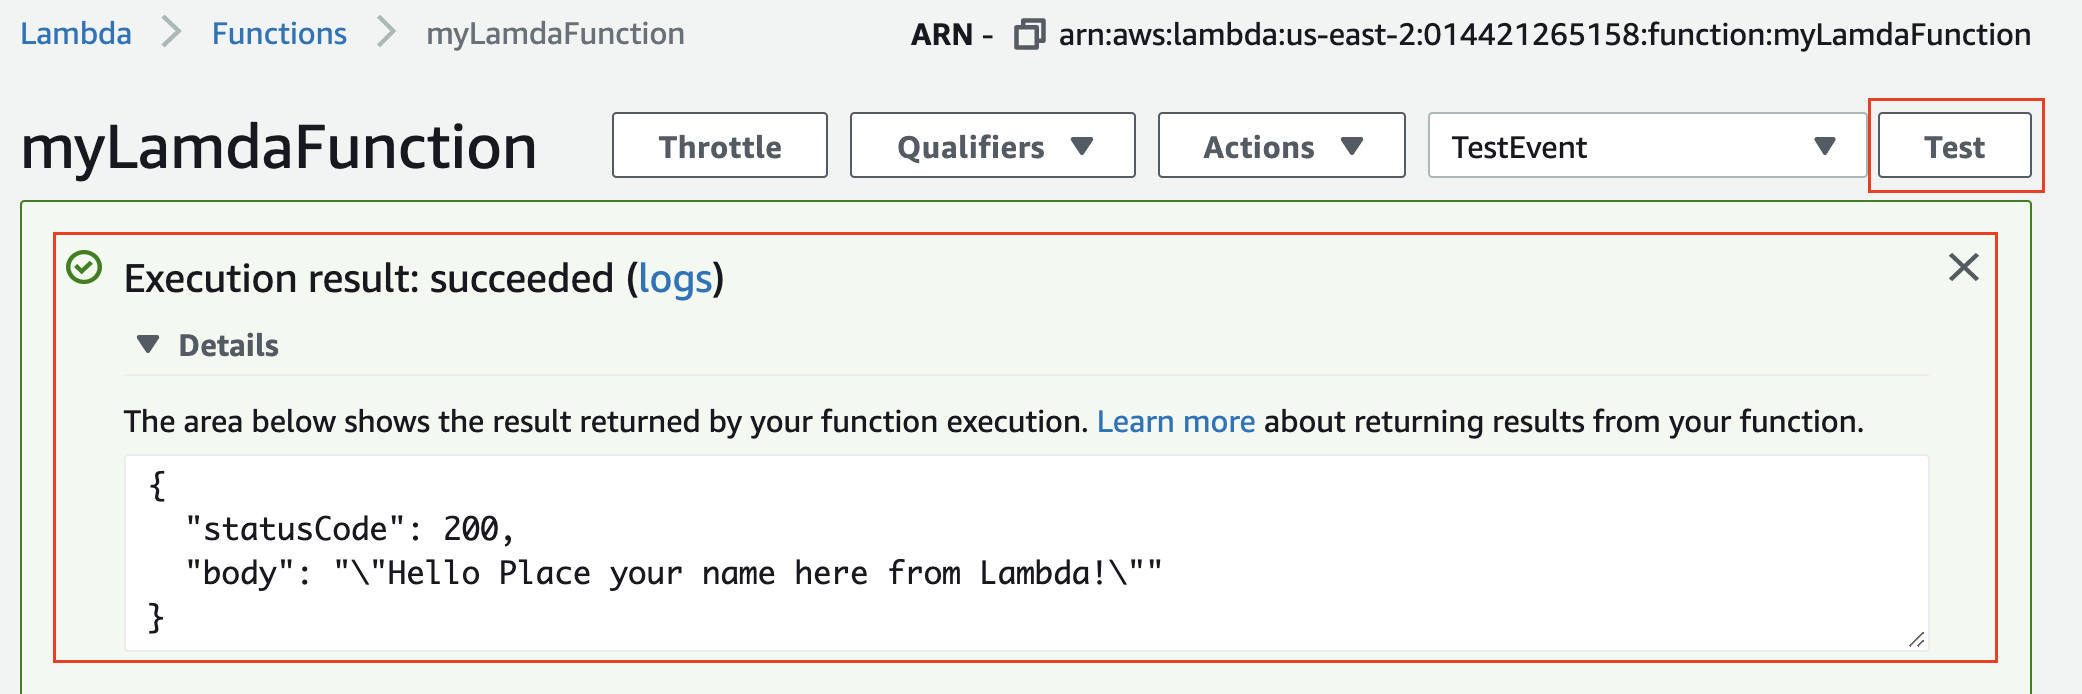 Lambda Functions myLamdaFunction ARN - arn:aws:lambda:us-east-2:014421265158:function:myLamdaFunction
myLamdaFunction Throttle Qualifiers Actions TestEvent Test
Execution result: succeeded (logs)
Details
The area below shows the result returned by your function execution. Learn more about returning results from your function.
{
"statusCode": 200,
"body": "\"Hello Place your name here from Lambda!\""
}